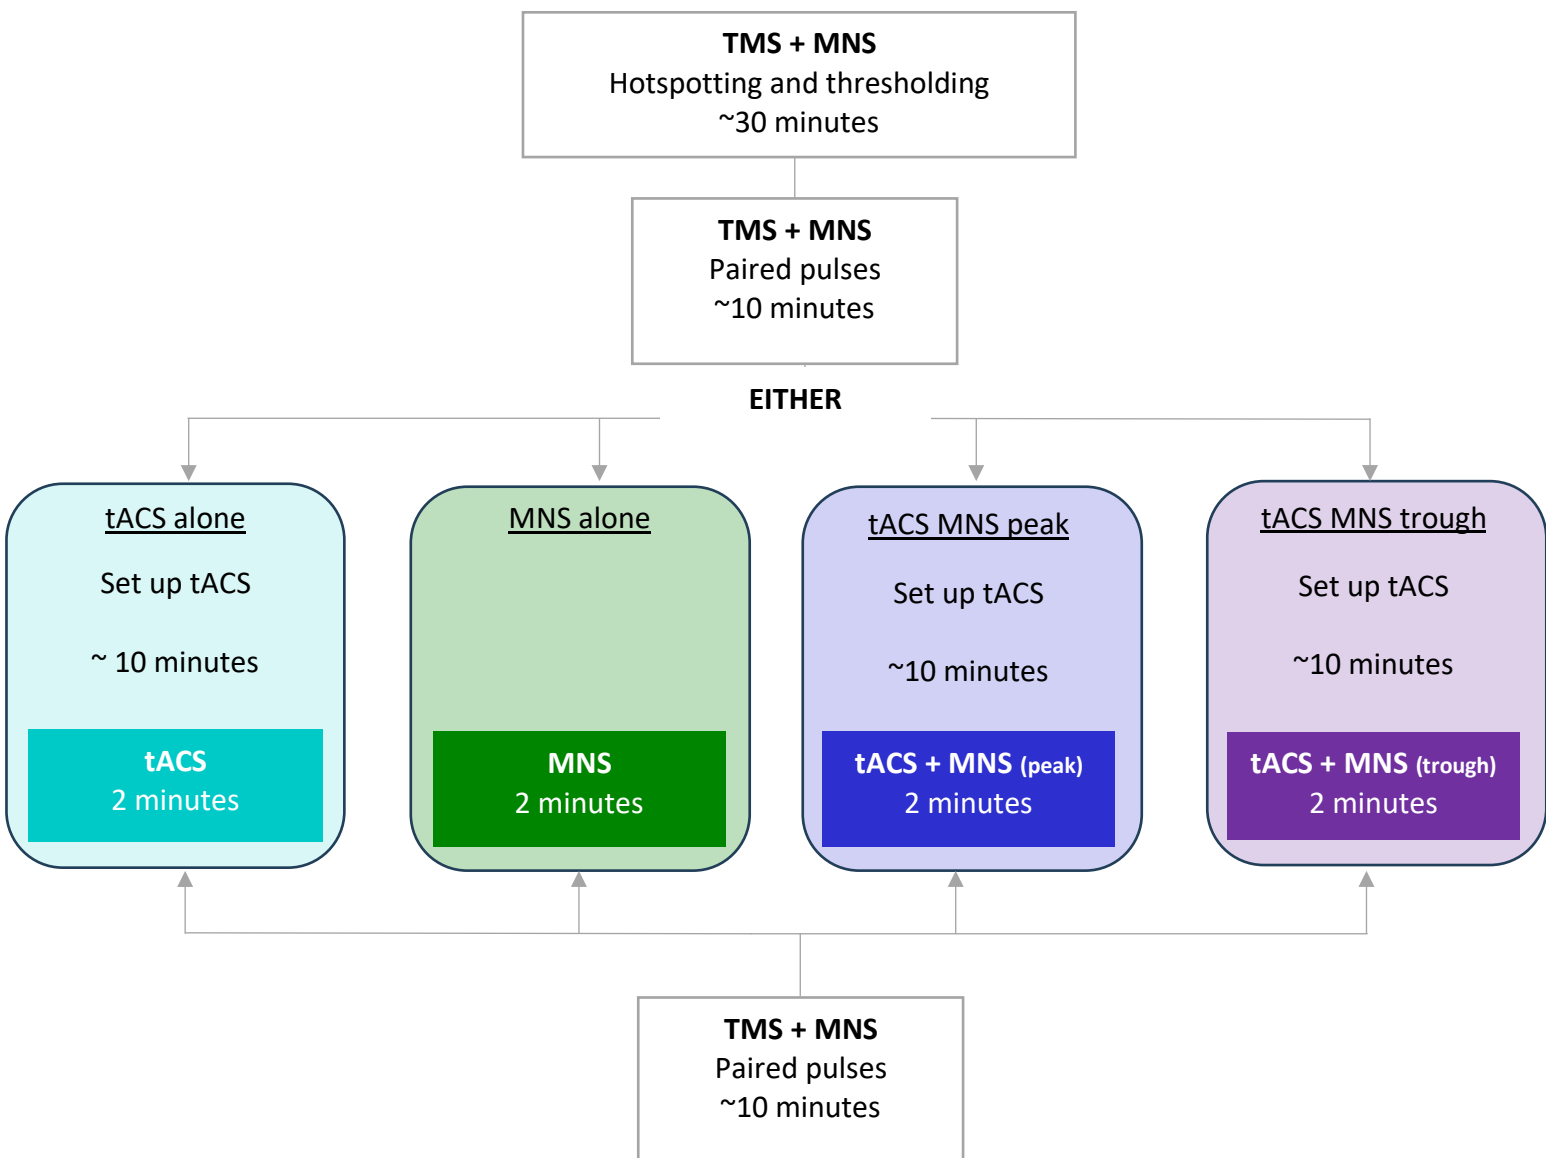 TMS + MNS
Hotspotting and thresholding
~30 minutes
TMS + MNS
Paired pulses
~10 minutes
EITHER
tACS alone
Set up tACS
~ 10 minutes
tACS
2 minutes
MNS alone
MNS
2 minutes
tACS MNS peak
Set up tACS
~10 minutes
tACS + MNS (peak)
2 minutes
tACS MNS trough
Set up tACS
~10 minutes
tACS + MNS (trough)
2 minutes
TMS + MNS
Paired pulses
~10 minutes